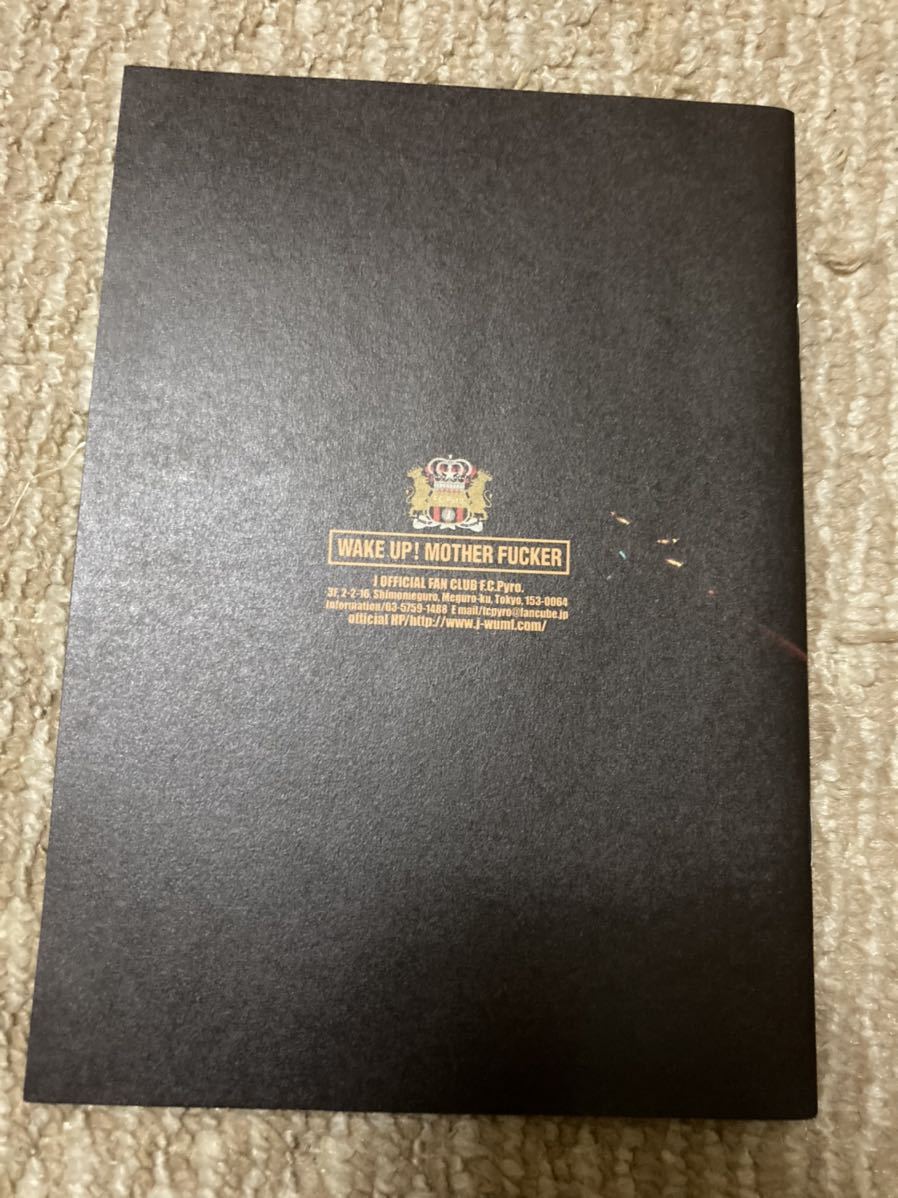 WAKE UP! MOTHER FUCKER
J OFFICIAL FAN CLUB F.C.Pyro.
3F, 2-2-16, Shimomeguro, Meguro-ku, Tokyo, 153-0064
Information/03-5759-1488 E mail/fcpyro@fancube.jp
official HP/http://www.j-wumf.com/